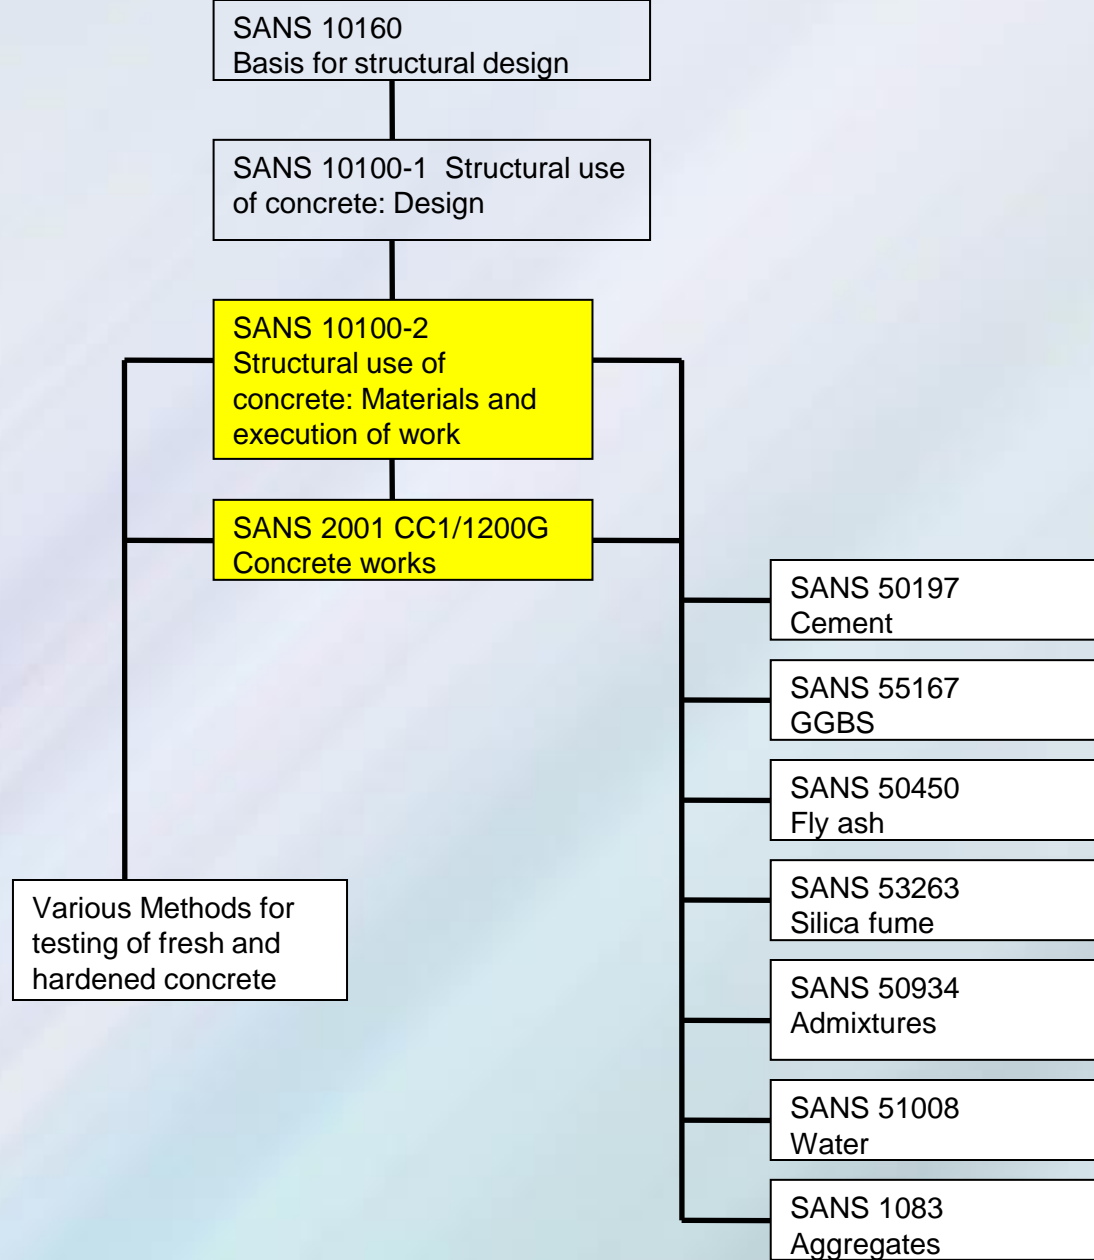 SANS 10160
Basis for structural design
SANS 10100-1  Structural use
of concrete: Design
SANS 10100-2
Structural use of
concrete: Materials and
execution of work
SANS 2001 CC1/1200G
Concrete works
SANS 50197
Cement
SANS 55167
GGBS
SANS 50450
Fly ash
Various Methods for
testing of fresh and
hardened concrete
SANS 53263
Silica fume
SANS 50934
Admixtures
SANS 51008
Water
SANS 1083
Aggregates